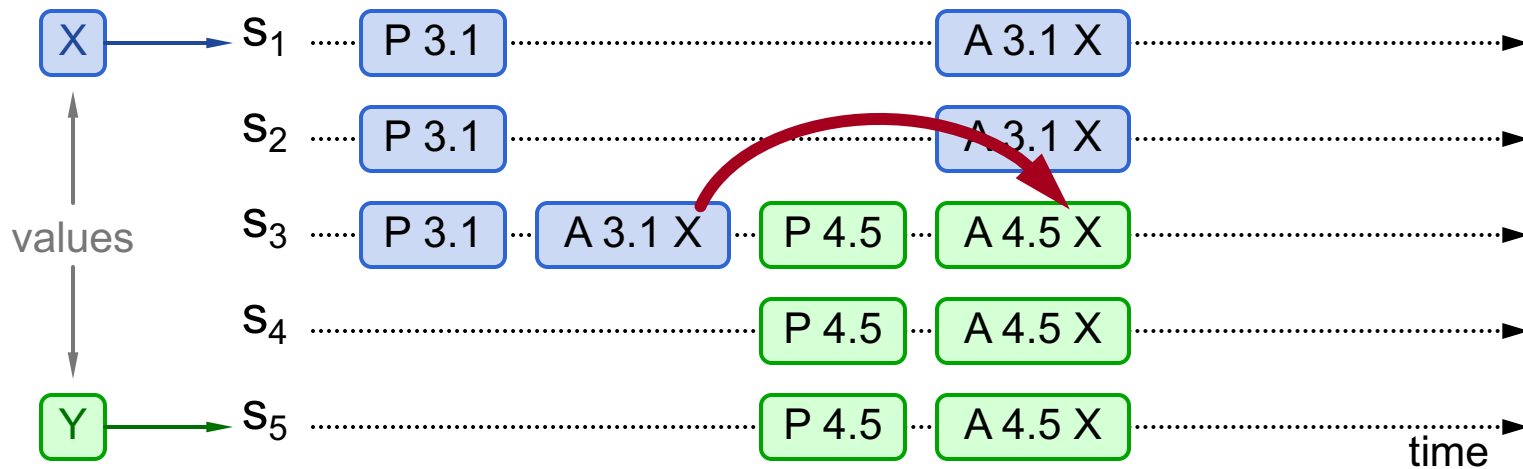 X s1 P 3.1 A 3.1 X
s2 P 3.1 A 3.1 X
values s3 P 3.1 A 3.1 X P 4.5 A 4.5 X
s4 P 4.5 A 4.5 X
Y s5 P 4.5 A 4.5 X
time